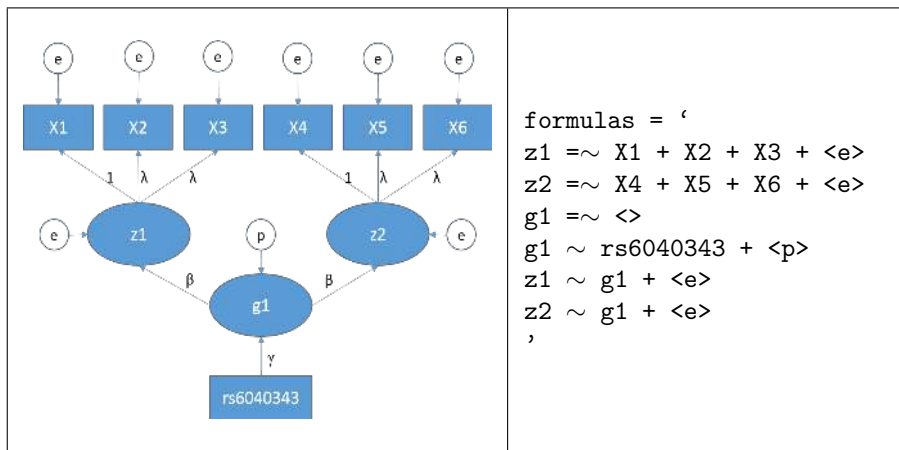 e e e e e e
X1 X2 X3 X4 X5 X6
1 λ λ 1 λ λ
e z1 p z2 e
β g1 β
γ
rs6040343
formulas = ‘
z1 =∼ X1 + X2 + X3 + <e>
z2 =∼ X4 + X5 + X6 + <e>
g1 =∼ <>
g1 ∼ rs6040343 + <p>
z1 ∼ g1 + <e>
z2 ∼ g1 + <e>
’